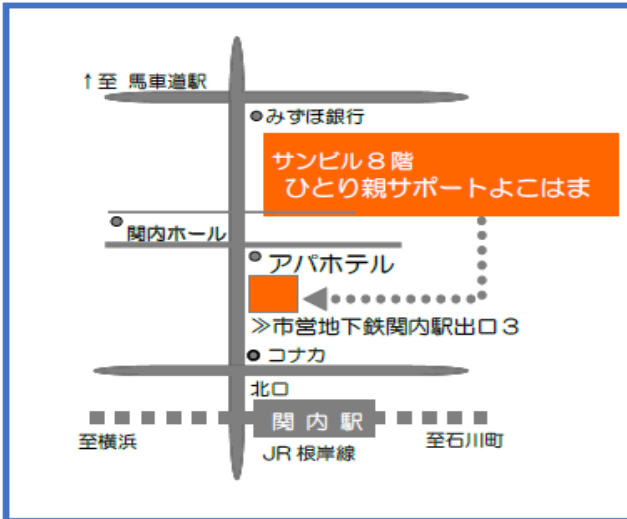 ↑至 馬車道駅
みずほ銀行
サンビル8階
ひとり親サポートよこはま
関内ホール
アパホテル
≫市営地下鉄関内駅出口3
コナカ
北口
関内駅
至横浜
JR根岸線
至石川町